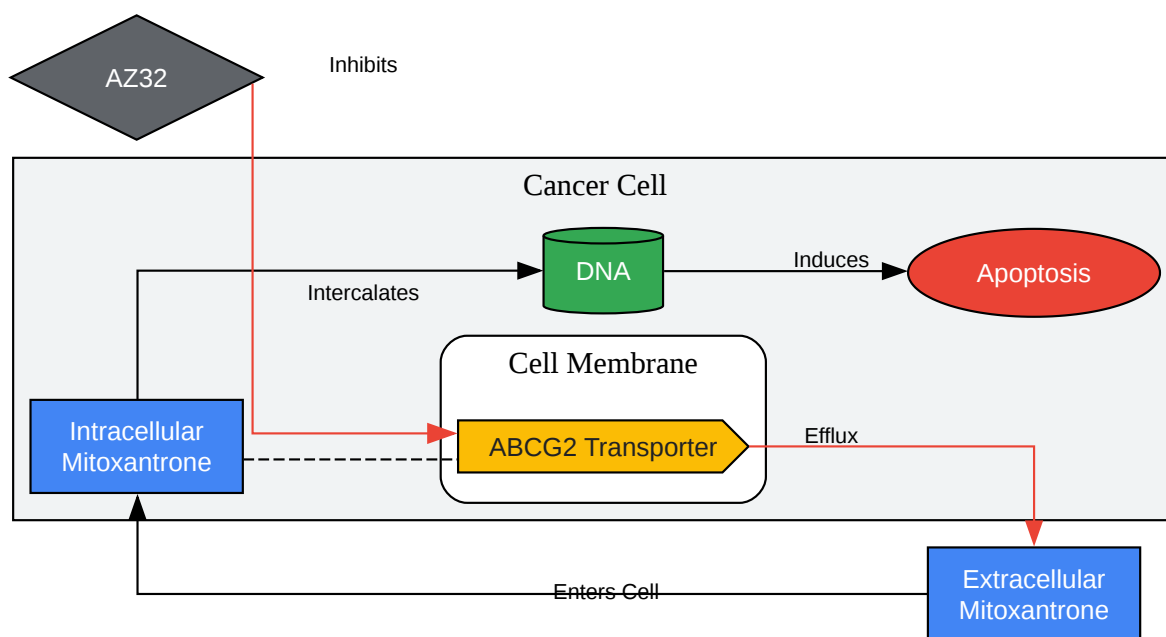 AZ32
Inhibits
Cancer Cell
DNA
Induces
Apoptosis
Intercalates
Cell Membrane
Intracellular
Mitoxantrone
ABCG2 Transporter
Efflux
Enters Cell
Extracellular
Mitoxantrone